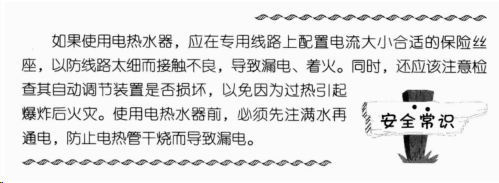 如果使用电热水器，应在专用线路上配置电流大小合适的保险丝
座，以防线路太细而接触不良，导致漏电、着火。同时，还应该注意检
查其自动调节装置是否损坏，以免因为过热引起
爆炸后火灾。使用电热水器前，必须先注满水再
通电，防止电热管干烧而导致漏电。
安全常识